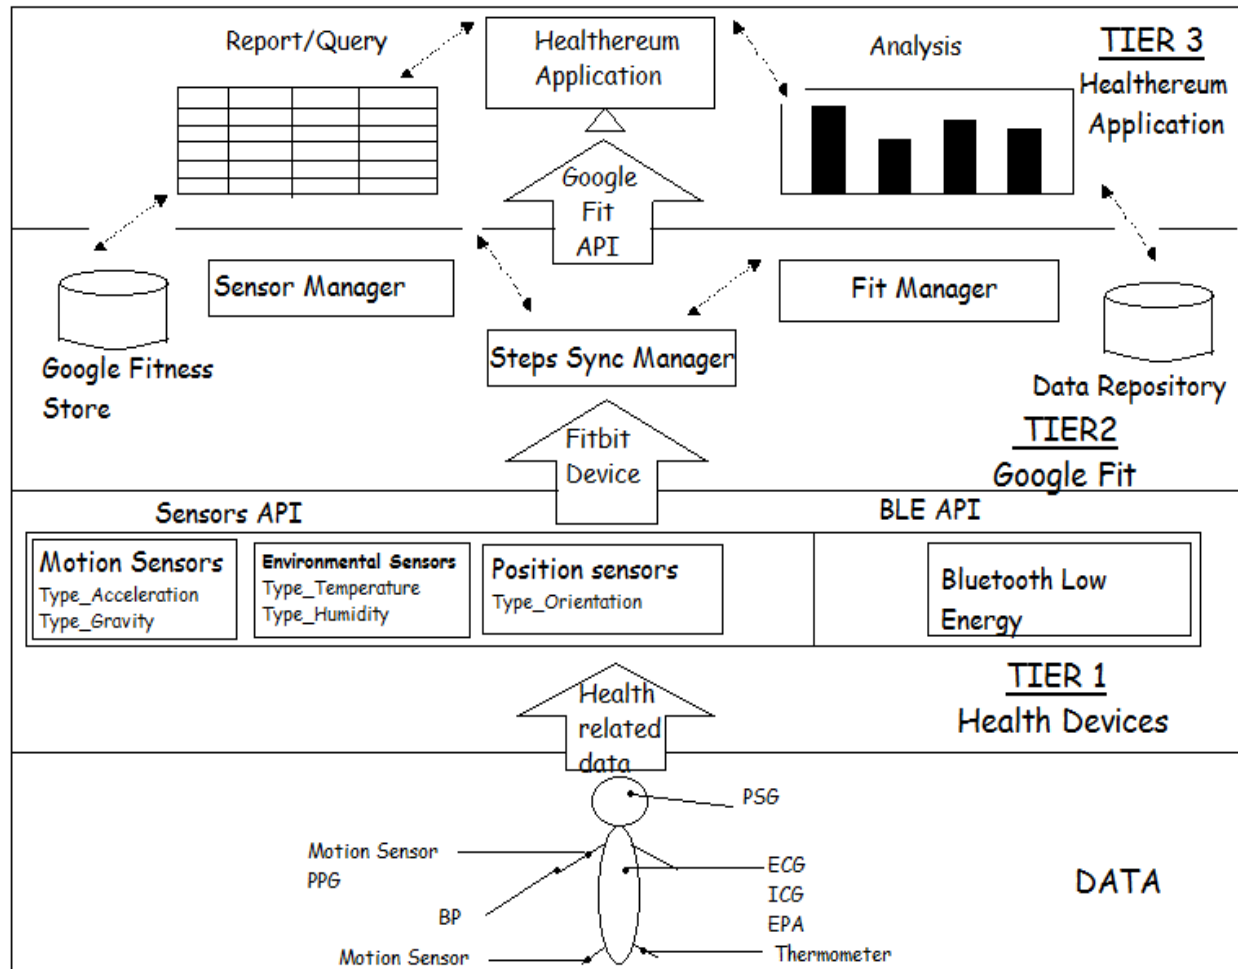 Report/Query
Healthereum
Application
Analysis
TIER 3
Healthereum
Application
Google
Fit
API
Sensor Manager
Fit Manager
Steps Sync Manager
Google Fitness
Store
Data Repository
TIER2
Google Fit
Fitbit
Device
Sensors API
BLE API
Motion Sensors
Type_Acceleration
Type_Gravity
Environmental Sensors
Type_Temperature
Type_Humidity
Position sensors
Type_Orientation
Bluetooth Low
Energy
TIER 1
Health Devices
Health
related
data
PSG
Motion Sensor
PPG
BP
Motion Sensor
ECG
ICG
EPA
Thermometer
DATA